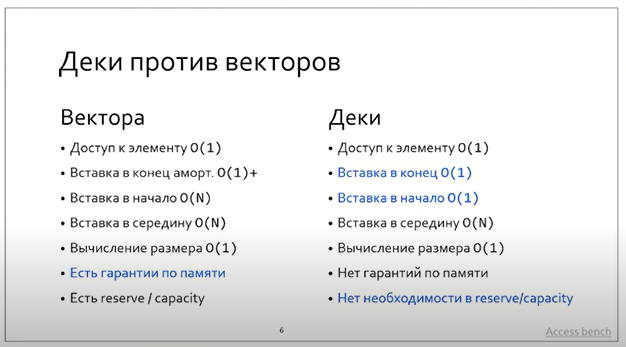 Деки против векторов
Вектора
• Доступ к элементу O(1)
• Вставка в конец аморт. O(1)+
• Вставка в начало O(N)
• Вставка в середину O(N)
• Вычисление размера O(1)
• Есть гарантии по памяти
• Есть reserve / capacity
Деки
• Доступ к элементу O(1)
• Вставка в конец O(1)
• Вставка в начало O(1)
• Вставка в середину O(N)
• Вычисление размера O(1)
• Нет гарантий по памяти
• Нет необходимости в reserve/capacity
6
Access bench